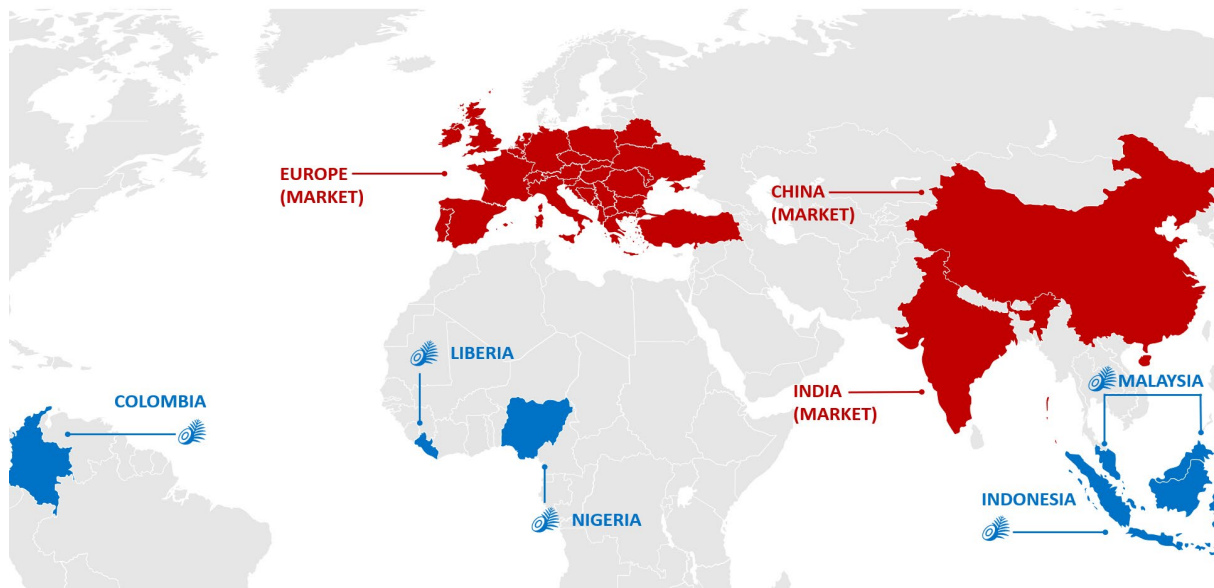 EUROPE
(MARKET)
CHINA
(MARKET)
LIBERIA
MALAYSIA
COLOMBIA
INDIA
(MARKET)
INDONESIA
NIGERIA